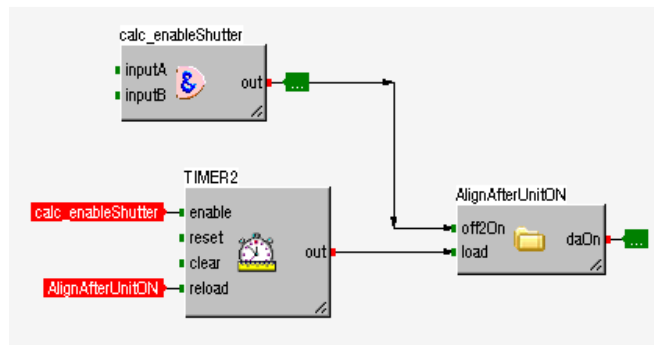 calc_enableShutter
inputA
inputB
&
out
...
TIMER2
calc_enableShutter
enable
reset
clear
out
AlignAfterUnitON
reload
AlignAfterUnitON
off2On
load
daOn
...